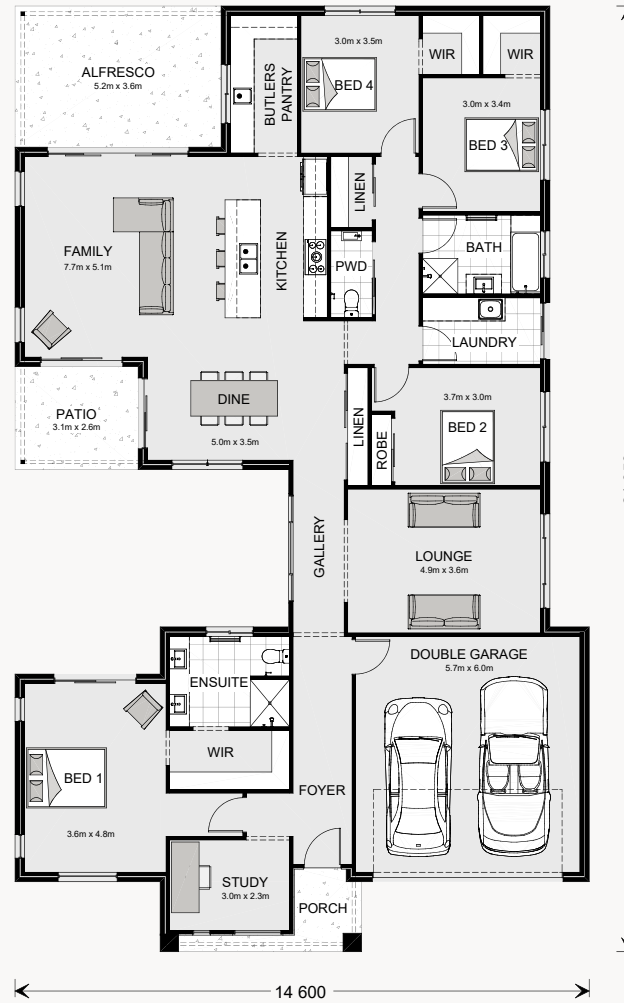 ALFRESCO
5.2m x 3.6m
BUTLERS
PANTRY
3.0m x 3.5m
BED 4
WIR
WIR
3.0m x 3.4m
BED 3
LINEN
FAMILY
7.7m x 5.1m
KITCHEN
PWD
BATH
LAUNDRY
PATIO
3.1m x 2.6m
DINE
5.0m x 3.5m
LINEN
ROBE
3.7m x 3.0m
BED 2
GALLERY
LOUNGE
4.9m x 3.6m
ENSUITE
DOUBLE GARAGE
5.7m x 6.0m
WIR
BED 1
3.6m x 4.8m
FOYER
STUDY
3.0m x 2.3m
PORCH
14 600